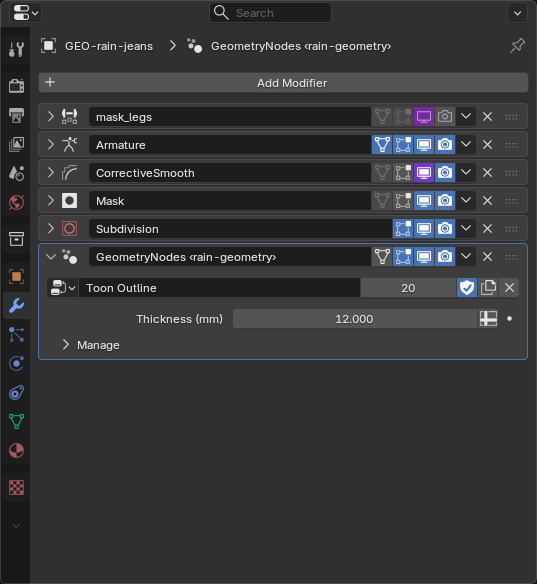 Search
GEO-rain-jeans
GeometryNodes ‹rain-geometry›
Add Modifier
mask_legs
Armature
CorrectiveSmooth
Mask
Subdivision
GeometryNodes ‹rain-geometry›
Toon Outline 20
Thickness (mm) 12.000
Manage